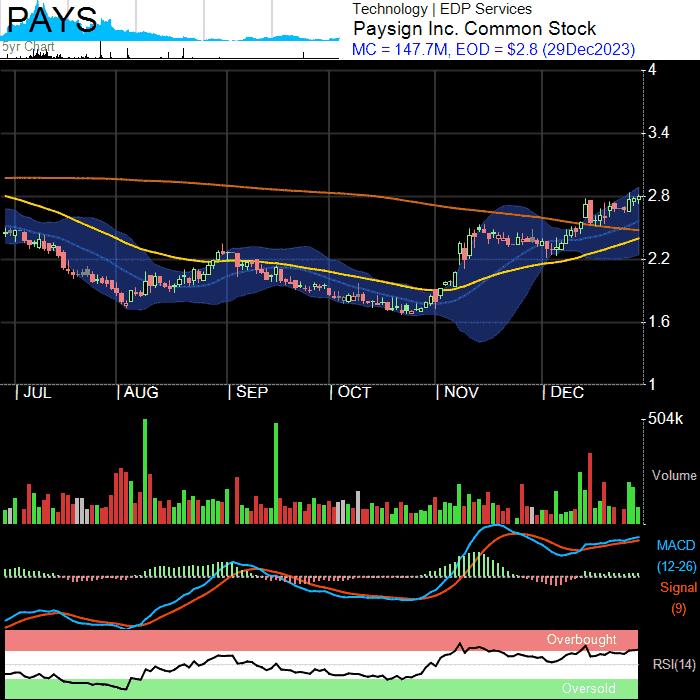 PAYS
Technology | EDP Services
Paysign Inc. Common Stock
5yr Chart
MC = 147.7M, EOD = $2.8 (29Dec2023)
4
3.4
2.8
2.2
1.6
1
| JUL | AUG | SEP | OCT | NOV | DEC
504k
Volume
MACD
(12-26)
Signal
(9)
Overbought
RSI(14)
Oversold